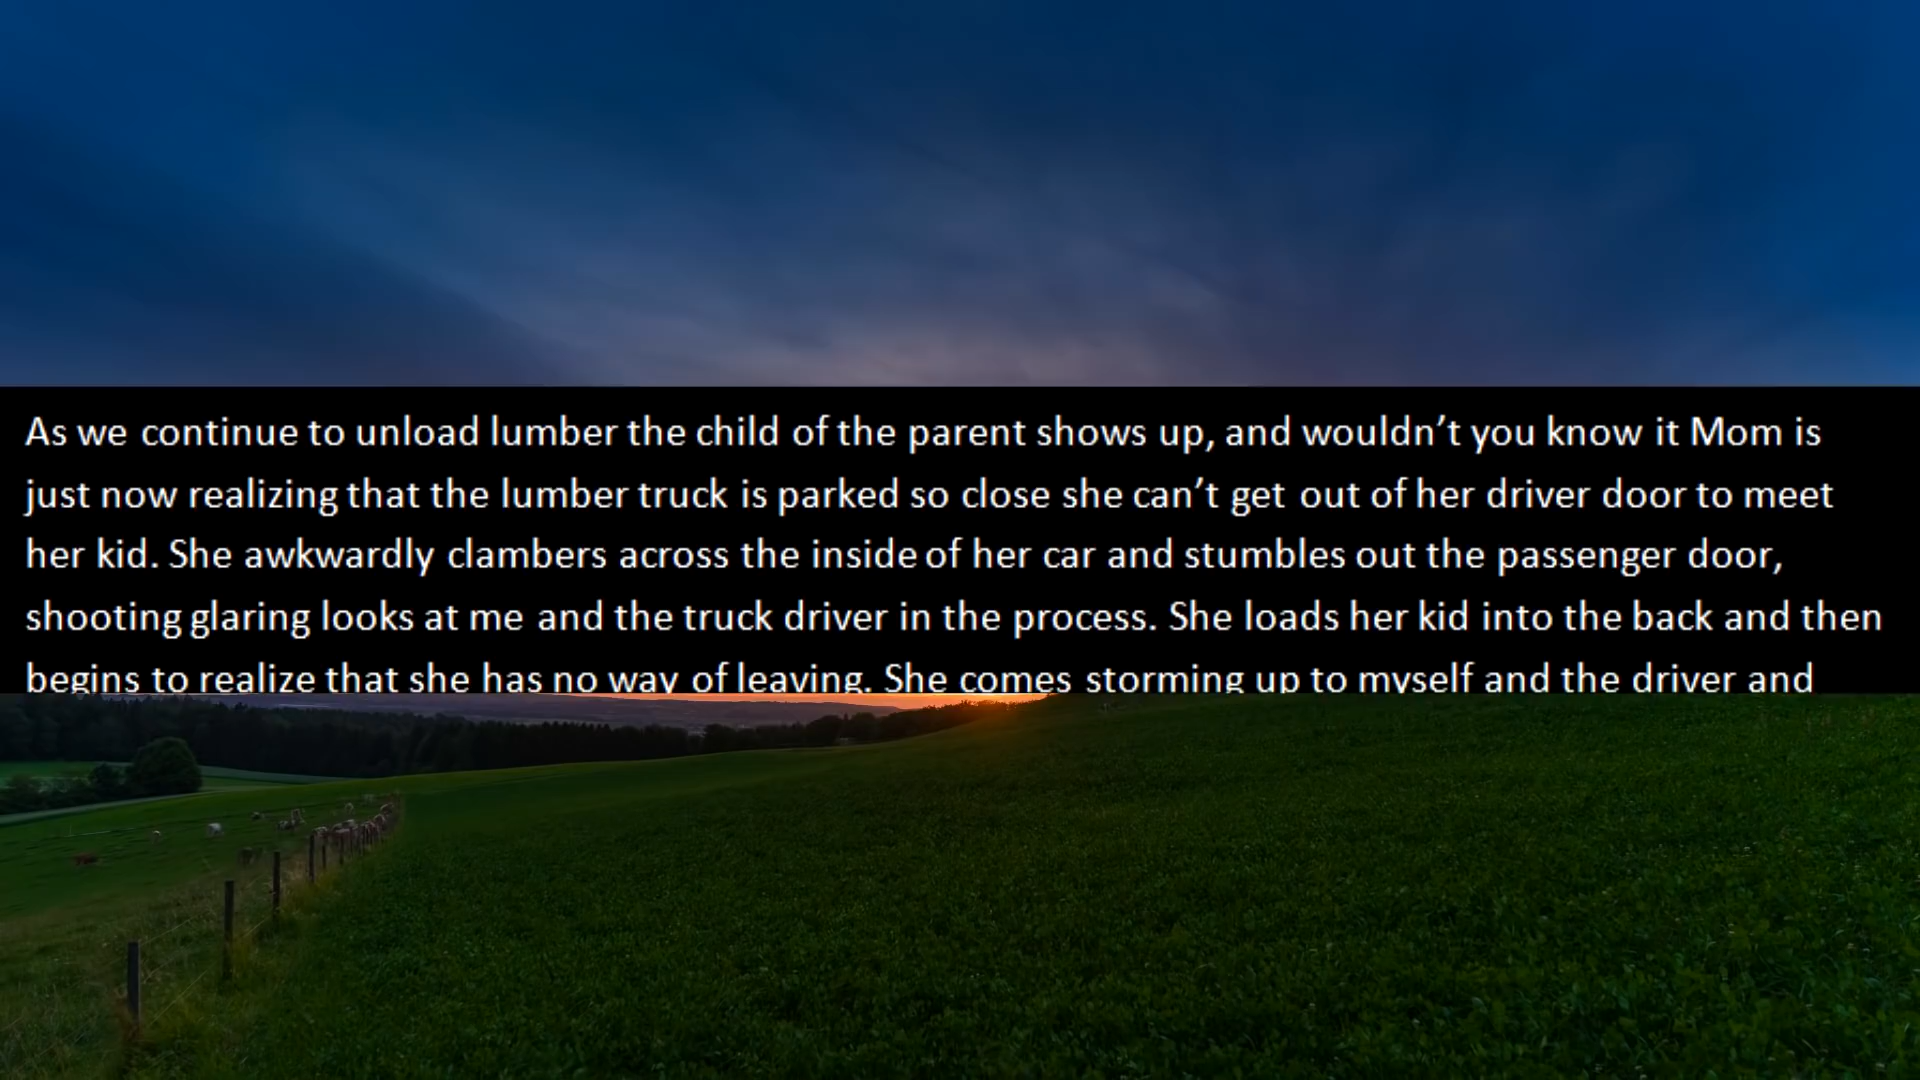 As we continue to unload lumber the child of the parent shows up, and wouldn’t you know it Mom is
just now realizing that the lumber truck is parked so close she can’t get out of her driver door to meet
her kid. She awkwardly clambers across the inside of her car and stumbles out the passenger door,
shooting glaring looks at me and the truck driver in the process. She loads her kid into the back and then
begins to realize that she has no way of leaving. She comes storming up to myself and the driver and